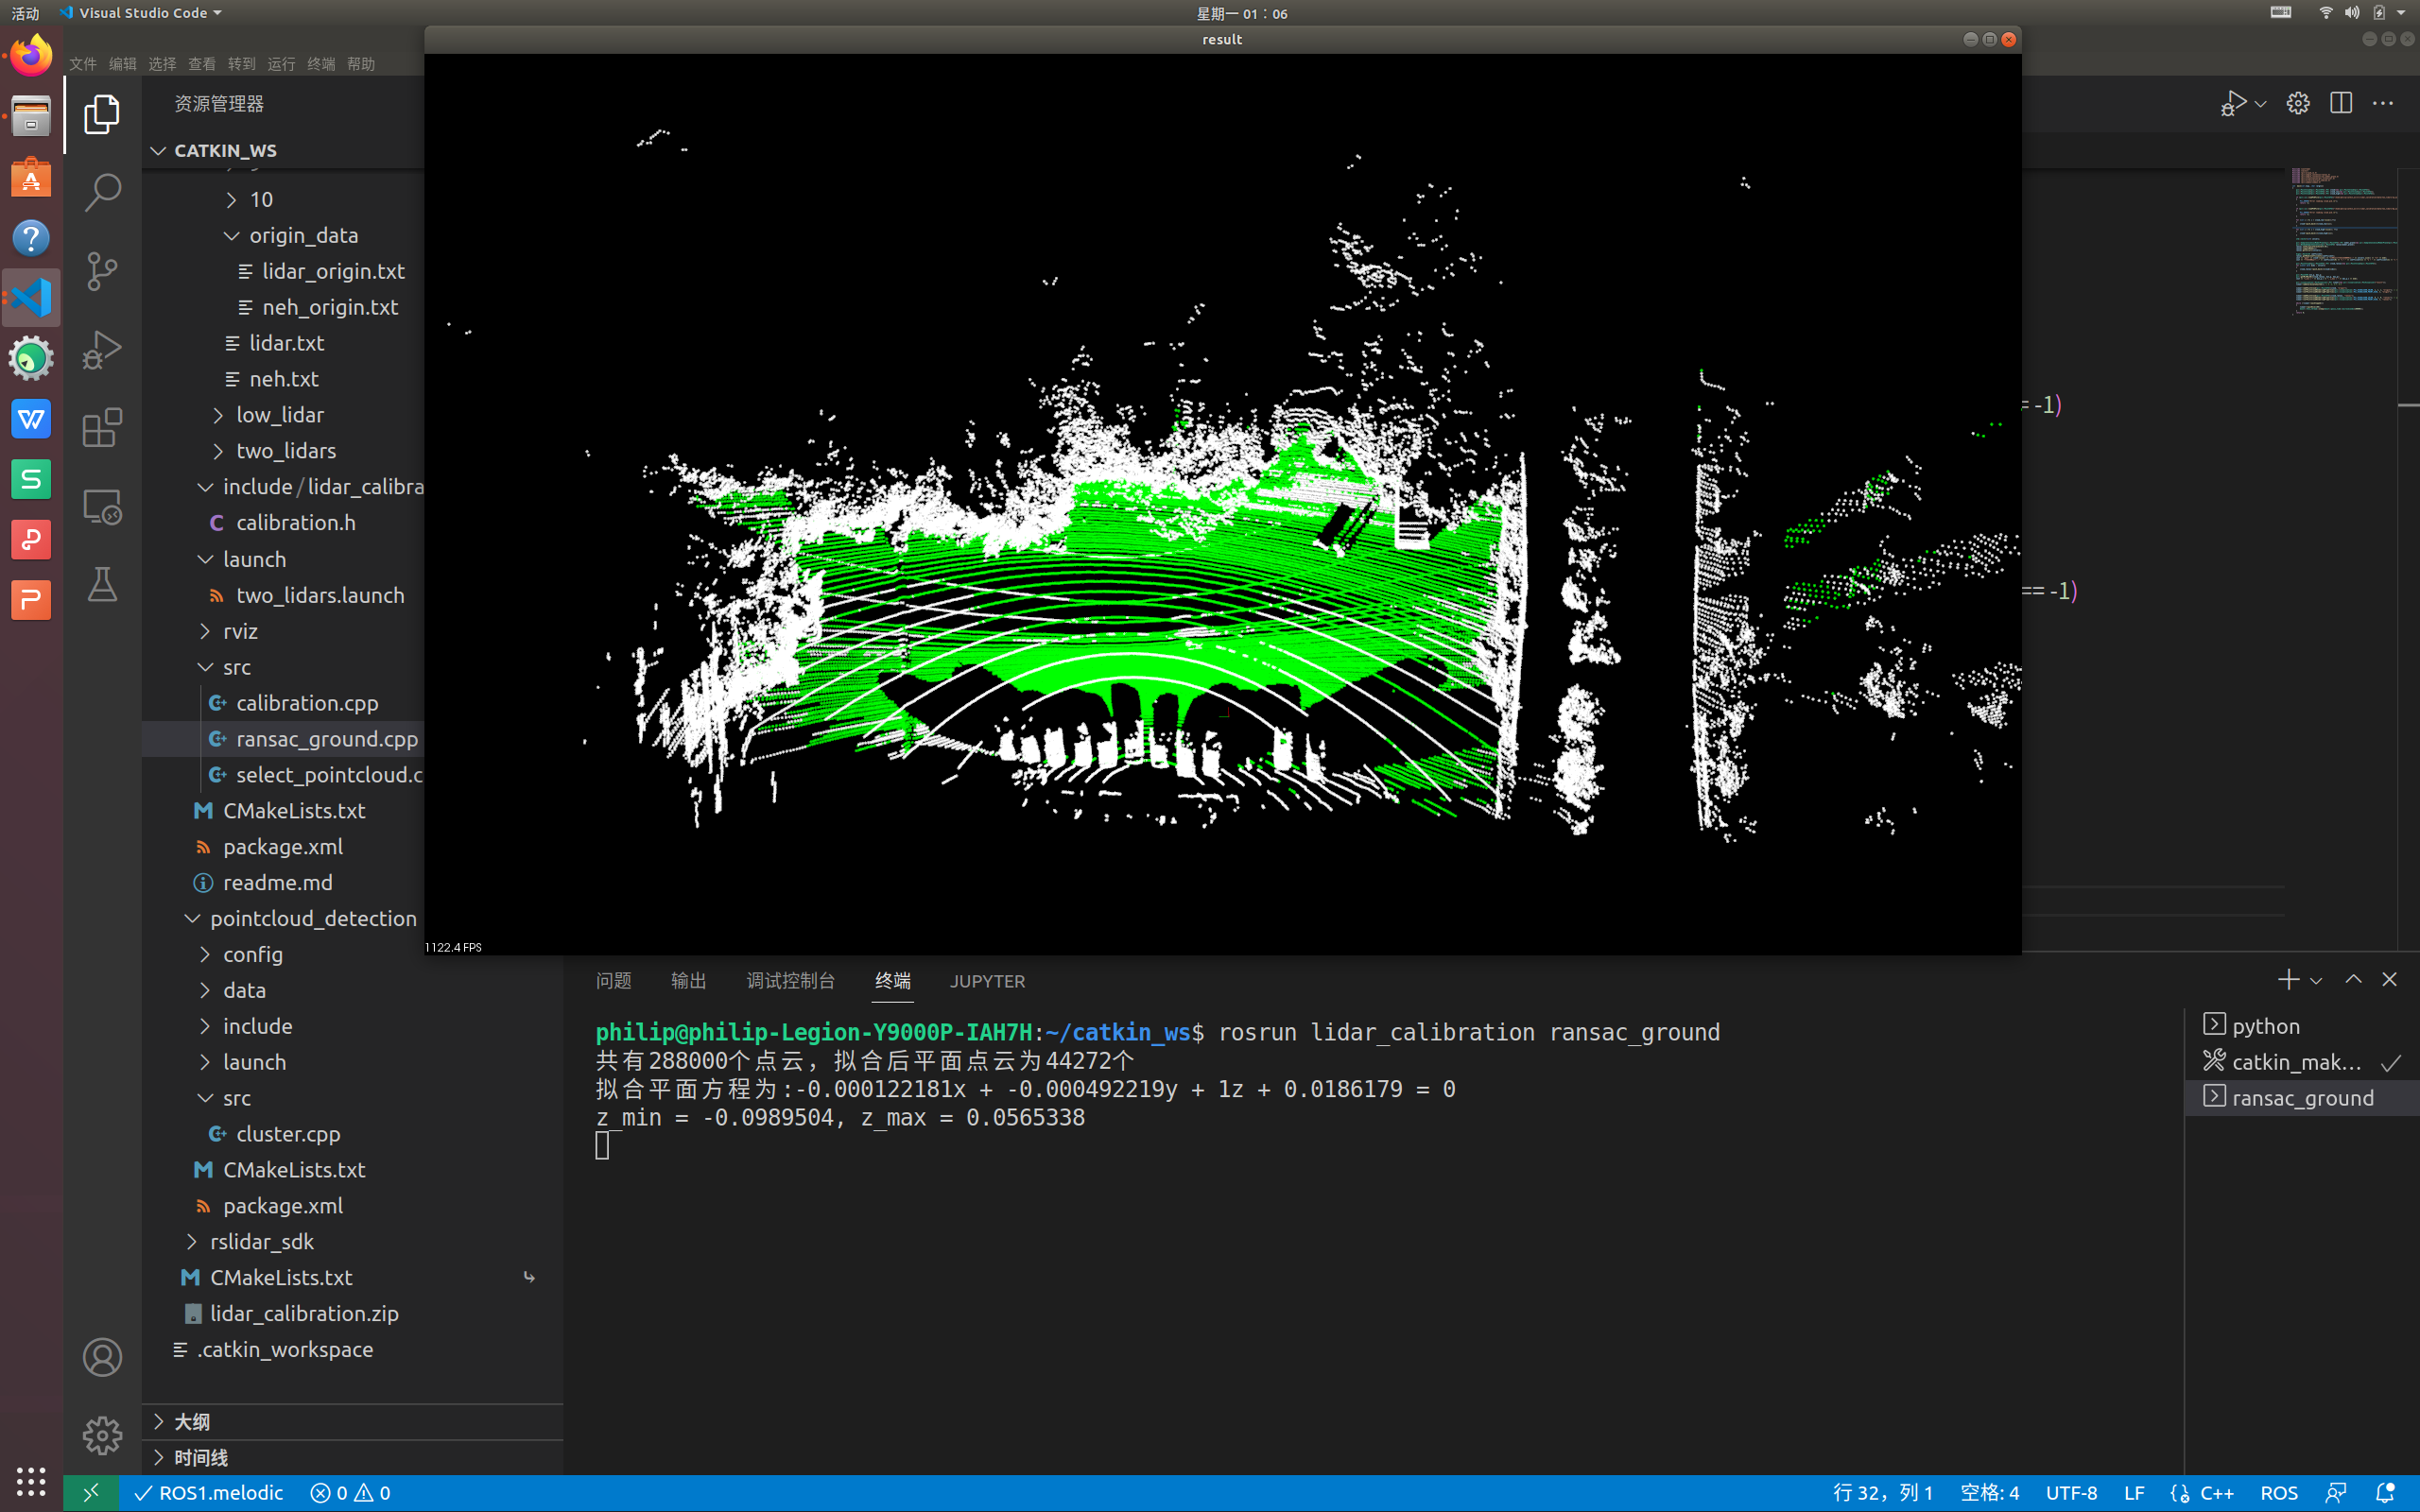 活动 Visual Studio Code 星期一 01：06
result
文件 编辑 选择 查看 转到 运行 终端 帮助
资源管理器
CATKIN_WS
10
origin_data
lidar_origin.txt
neh_origin.txt
lidar.txt
neh.txt
low_lidar
two_lidars
include/lidar_calibra
calibration.h
launch
two_lidars.launch
rviz
src
calibration.cpp
ransac_ground.cpp
select_pointcloud.c
CMakeLists.txt
package.xml
readme.md
pointcloud_detection
config
data
include
launch
src
cluster.cpp
CMakeLists.txt
package.xml
rslidar_sdk
CMakeLists.txt
lidar_calibration.zip
.catkin_workspace
大纲
时间线
= -1)
== -1)
1122.4 FPS
问题 输出 调试控制台 终端 JUPYTER
philip@philip-Legion-Y9000P-IAH7H:~/catkin_ws$ rosrun lidar_calibration ransac_ground
共有288000个点云，拟合后平面点云为44272个
拟合平面方程为:-0.000122181x + -0.000492219y + 1z + 0.0186179 = 0
z_min = -0.0989504, z_max = 0.0565338
python
catkin_mak...
ransac_ground
ROS1.melodic 0 0 行 32，列 1 空格: 4 UTF-8 LF C++ ROS